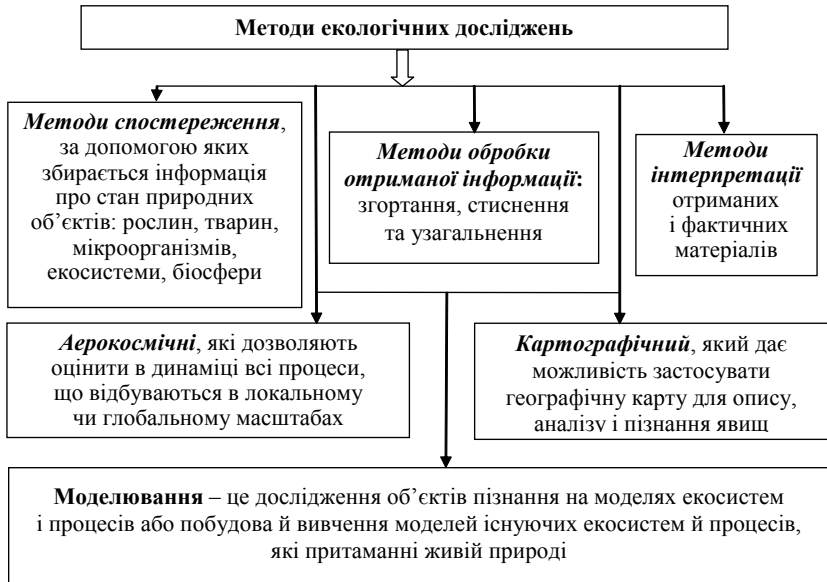 Методи екологічних досліджень
Методи спостереження,
за допомогою яких
збирається інформація
про стан природних
об’єктів: рослин, тварин,
мікроорганізмів,
екосистеми, біосфери
Методи обробки
отриманої інформації:
згортання, стиснення
та узагальнення
Методи
інтерпретації
отриманих
і фактичних
матеріалів
Аерокосмічні, які дозволяють
оцінити в динаміці всі процеси,
що відбуваються в локальному
чи глобальному масштабах
Картографічний, який дає
можливість застосувати
географічну карту для опису,
аналізу і пізнання явищ
Моделювання – це дослідження об’єктів пізнання на моделях екосистем
і процесів або побудова й вивчення моделей існуючих екосистем й процесів,
які притаманні живій природі